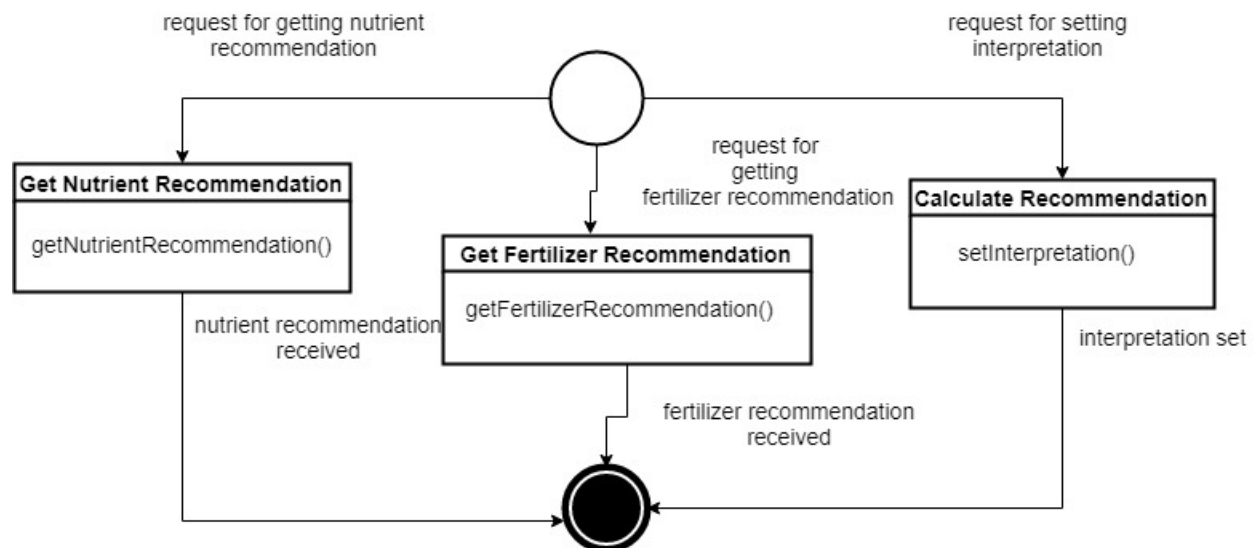 request for getting nutrient
recommendation
request for setting
interpretation
request for
getting
fertilizer recommendation
Get Nutrient Recommendation
getNutrientRecommendation()
Get Fertilizer Recommendation
getFertilizerRecommendation()
Calculate Recommendation
setInterpretation()
nutrient recommendation
received
fertilizer recommendation
received
interpretation set